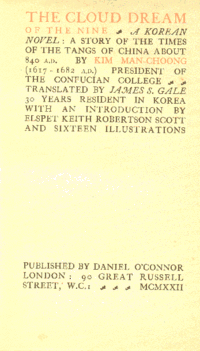 THE CLOUD DREAM
OF THE NINE A KOREAN
NOVEL: A STORY OF THE TIMES
OF THE TANGS OF CHINA ABOUT
840 A.D. BY KIM MAN-CHOONG
(1617-1682 A.D.) PRESIDENT OF
THE CONFUCIAN COLLEGE
TRANSLATED BY JAMES S. GALE
30 YEARS RESIDENT IN KOREA
WITH AN INTRODUCTION BY
ELSPET KEITH ROBERTSON SCOTT
AND SIXTEEN ILLUSTRATIONS
PUBLISHED BY DANIEL O'CONNOR
LONDON: 90 GREAT RUSSELL
STREET, W.C.1 MCMXXII